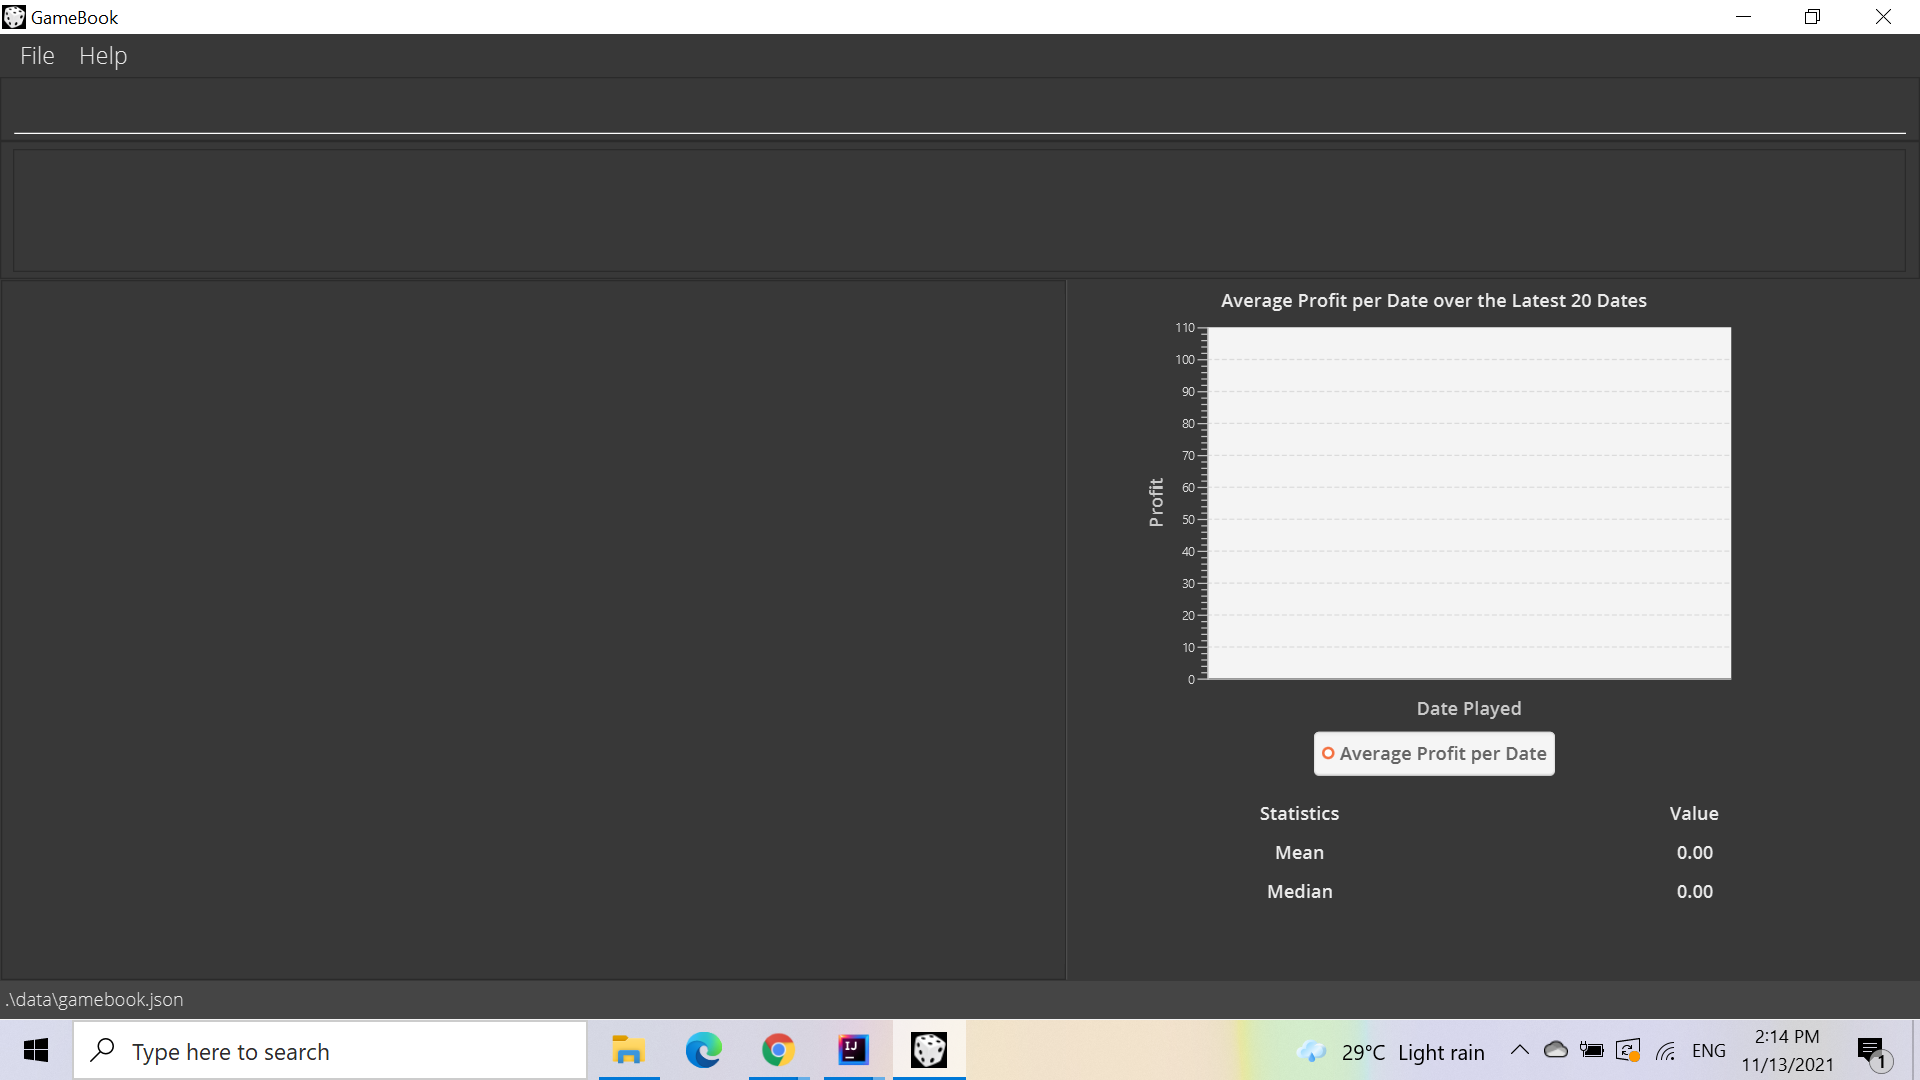 GameBook
File Help
Average Profit per Date over the Latest 20 Dates
110
100
90
80
70
60
50
40
30
20
10
0
Profit
Date Played
Average Profit per Date
Statistics Value
Mean 0.00
Median 0.00
.\data\gamebook.json
Type here to search
IJ
29°C Light rain
ENG
2:14 PM
11/13/2021
1